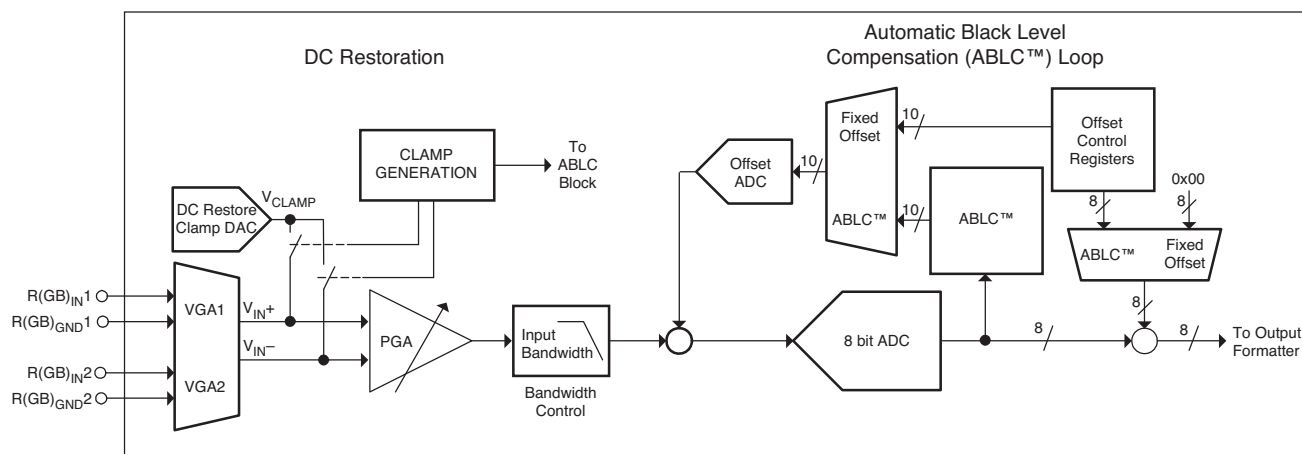 DC Restoration
Automatic Black Level
Compensation (ABLC™) Loop
CLAMP
GENERATION
To
ABLC
Block
DC Restore
Clamp DAC
VCLAMP
R(GB)IN1
R(GB)GND1
R(GB)IN2
R(GB)GND2
VGA1
VGA2
VIN+
VIN–
PGA
Input
Bandwidth
Bandwidth
Control
Offset
ADC
10
Fixed
Offset
ABLC™
10
10
ABLC™
Offset
Control
Registers
8
0x00
8
ABLC™
Fixed
Offset
8
8 bit ADC
8
8
To Output
Formatter